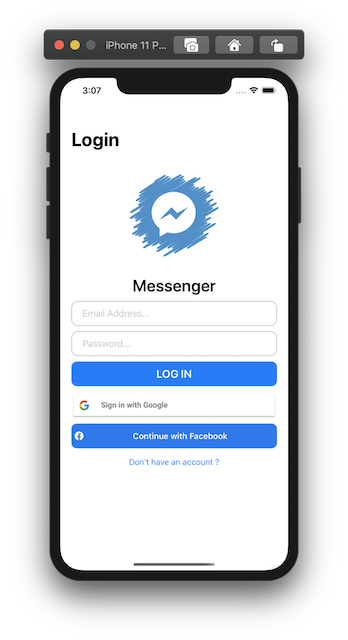 iPhone 11 P...
3:07
Login
Messenger
Email Address...
Password...
LOG IN
Sign in with Google
Continue with Facebook
Don't have an account ?